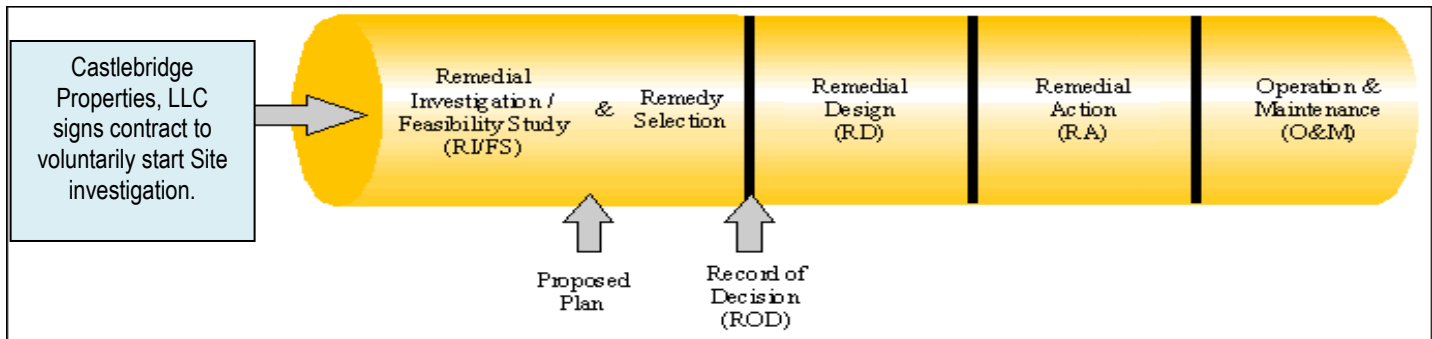 Castlebridge
Properties, LLC
signs contract to
voluntarily start Site
investigation.
Remedial
Investigation /
Feasibility Study
(RI/FS)
&
Remedy
Selection
Remedial
Design
(RD)
Remedial
Action
(RA)
Operation &
Maintenance
(O&M)
Proposed
Plan
Record of
Decision
(ROD)